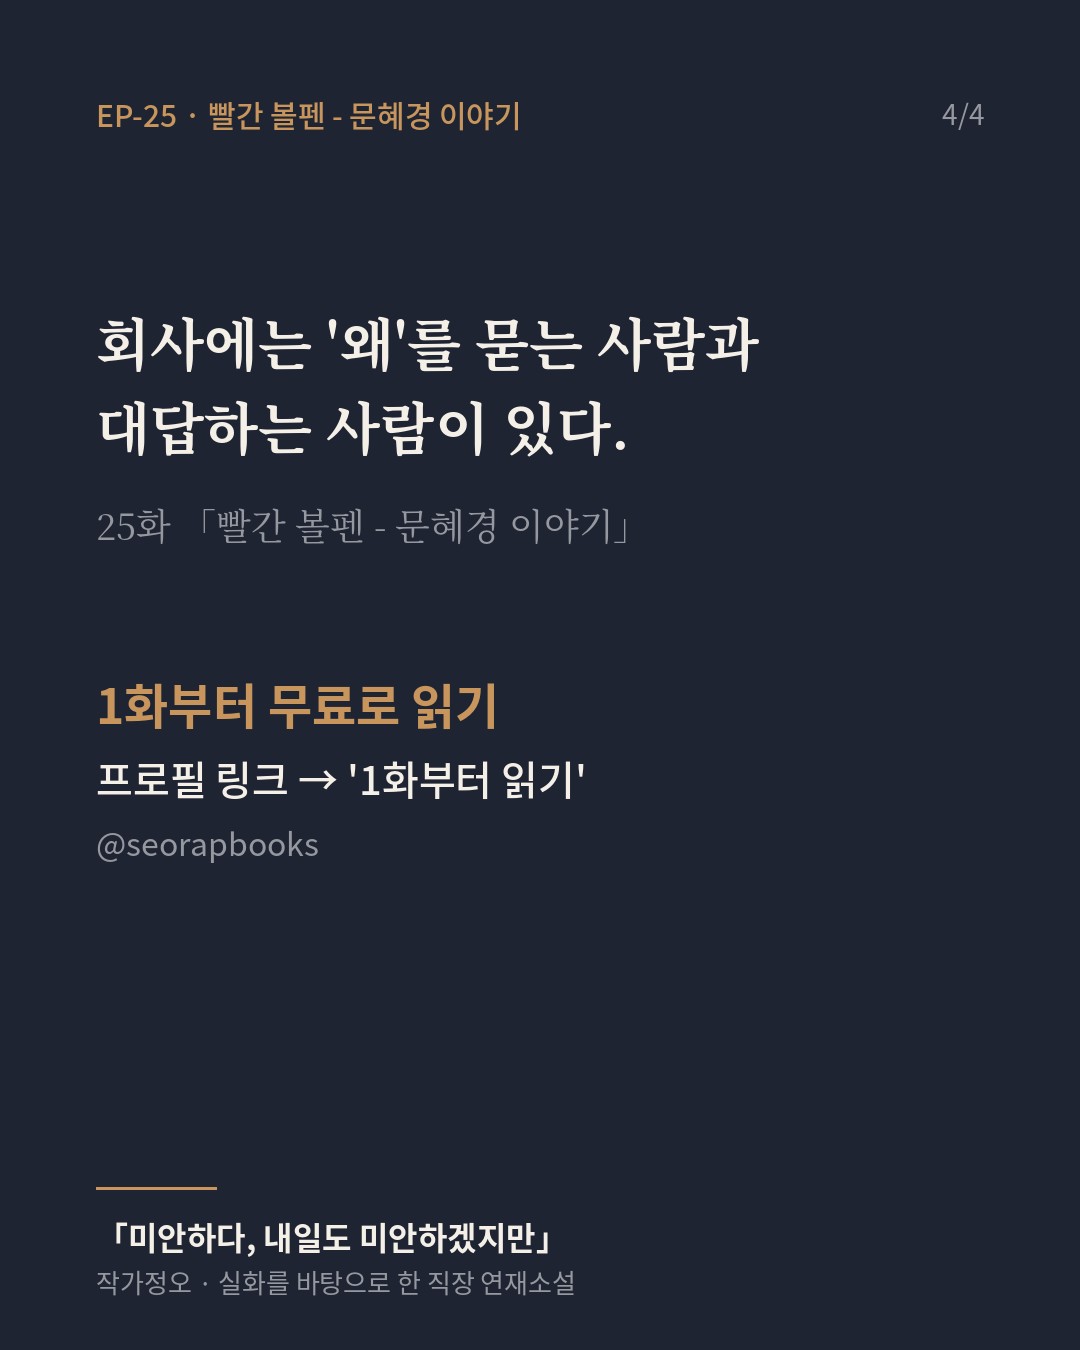 EP-25 · 빨간 볼펜 - 문혜경 이야기
4/4
회사에는 '왜'를 묻는 사람과
대답하는 사람이 있다.
25화 「빨간 볼펜 - 문혜경 이야기」
1화부터 무료로 읽기
프로필 링크 → '1화부터 읽기'
@seorapbooks
「미안하다, 내일도 미안하겠지만」
작가정오 · 실화를 바탕으로 한 직장 연재소설